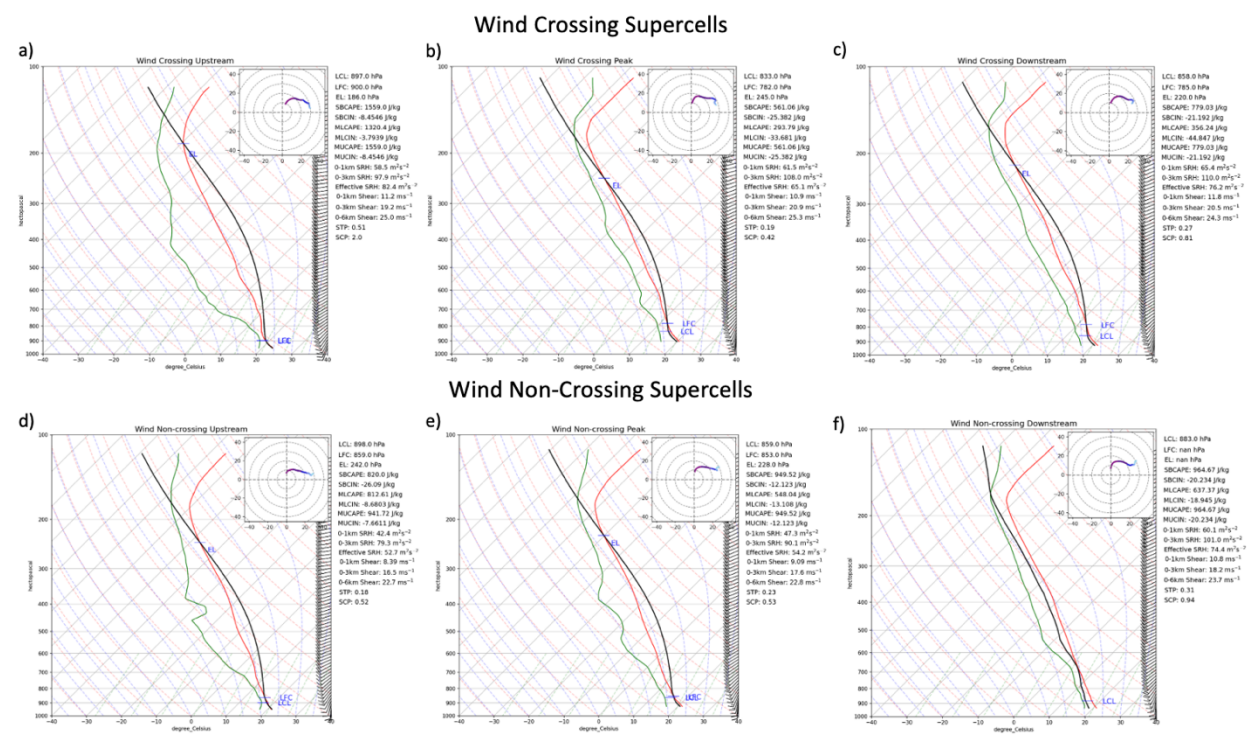 Wind Crossing Supercells
a)
Wind Crossing Upstream
LCL: 897.0 hPa
LFC: 900.0 hPa
EL: 186.0 hPa
SBCAPE: 1559.0 J/kg
SBCIN: -8.4546 J/kg
MLCAPE: 1320.4 J/kg
MLCIN: -3.7939 J/kg
MUCAPE: 1559.0 J/kg
MUCIN: -8.4546 J/kg
0-1km SRH: 58.5 m²s⁻²
0-3km SRH: 97.9 m²s⁻²
Effective SRH: 82.4 m²s⁻²
0-1km Shear: 11.2 ms⁻¹
0-3km Shear: 19.2 ms⁻¹
0-6km Shear: 25.0 ms⁻¹
STP: 0.51
SCP: 2.0
EL
hectopascal
degree_Celsius
b)
Wind Crossing Peak
LCL: 833.0 hPa
LFC: 782.0 hPa
EL: 245.0 hPa
SBCAPE: 561.06 J/kg
SBCIN: -25.382 J/kg
MLCAPE: 293.79 J/kg
MLCIN: -33.681 J/kg
MUCAPE: 561.06 J/kg
MUCIN: -25.382 J/kg
0-1km SRH: 61.5 m²s⁻²
0-3km SRH: 108.0 m²s⁻²
Effective SRH: 65.1 m²s⁻²
0-1km Shear: 10.9 ms⁻¹
0-3km Shear: 20.9 ms⁻¹
0-6km Shear: 25.3 ms⁻¹
STP: 0.19
SCP: 0.42
EL
LFC
LCL
hectopascal
degree_Celsius
c)
Wind Crossing Downstream
LCL: 858.0 hPa
LFC: 785.0 hPa
EL: 220.0 hPa
SBCAPE: 779.03 J/kg
SBCIN: -21.192 J/kg
MLCAPE: 356.24 J/kg
MLCIN: -44.847 J/kg
MUCAPE: 779.03 J/kg
MUCIN: -21.192 J/kg
0-1km SRH: 65.4 m²s⁻²
0-3km SRH: 110.0 m²s⁻²
Effective SRH: 76.2 m²s⁻²
0-1km Shear: 11.8 ms⁻¹
0-3km Shear: 20.5 ms⁻¹
0-6km Shear: 24.3 ms⁻¹
STP: 0.27
SCP: 0.81
EL
LFC
LCL
hectopascal
degree_Celsius
Wind Non-Crossing Supercells
d)
Wind Non-crossing Upstream
LCL: 898.0 hPa
LFC: 859.0 hPa
EL: 242.0 hPa
SBCAPE: 820.0 J/kg
SBCIN: -26.09 J/kg
MLCAPE: 812.61 J/kg
MLCIN: -8.6803 J/kg
MUCAPE: 941.72 J/kg
MUCIN: -7.6611 J/kg
0-1km SRH: 42.4 m²s⁻²
0-3km SRH: 79.3 m²s⁻²
Effective SRH: 52.7 m²s⁻²
0-1km Shear: 8.39 ms⁻¹
0-3km Shear: 16.5 ms⁻¹
0-6km Shear: 22.7 ms⁻¹
STP: 0.18
SCP: 0.52
EL
LFC
LCL
hectopascal
degree_Celsius
e)
Wind Non-crossing Peak
LCL: 859.0 hPa
LFC: 853.0 hPa
EL: 228.0 hPa
SBCAPE: 949.52 J/kg
SBCIN: -12.123 J/kg
MLCAPE: 548.04 J/kg
MLCIN: -13.108 J/kg
MUCAPE: 949.52 J/kg
MUCIN: -12.123 J/kg
0-1km SRH: 47.3 m²s⁻²
0-3km SRH: 90.1 m²s⁻²
Effective SRH: 54.2 m²s⁻²
0-1km Shear: 9.09 ms⁻¹
0-3km Shear: 17.6 ms⁻¹
0-6km Shear: 22.8 ms⁻¹
STP: 0.23
SCP: 0.53
EL
hectopascal
degree_Celsius
f)
Wind Non-crossing Downstream
LCL: 883.0 hPa
LFC: nan hPa
EL: nan hPa
SBCAPE: 964.67 J/kg
SBCIN: -20.234 J/kg
MLCAPE: 637.37 J/kg
MLCIN: -18.945 J/kg
MUCAPE: 964.67 J/kg
MUCIN: -20.234 J/kg
0-1km SRH: 60.1 m²s⁻²
0-3km SRH: 101.0 m²s⁻²
Effective SRH: 74.4 m²s⁻²
0-1km Shear: 10.8 ms⁻¹
0-3km Shear: 18.2 ms⁻¹
0-6km Shear: 23.7 ms⁻¹
STP: 0.31
SCP: 0.94
LCL
hectopascal
degree_Celsius